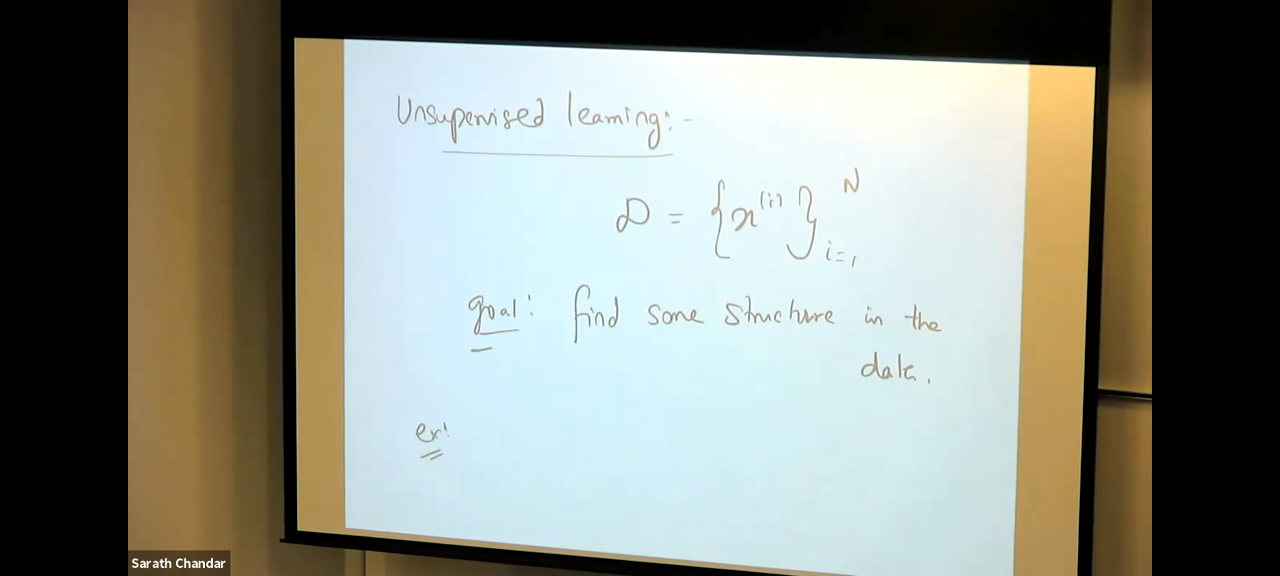 Unsupervised learning:-
D = {x^(i)}_{i=1}^N
goal: find some structure in the
data.
ex:
Sarath Chandar